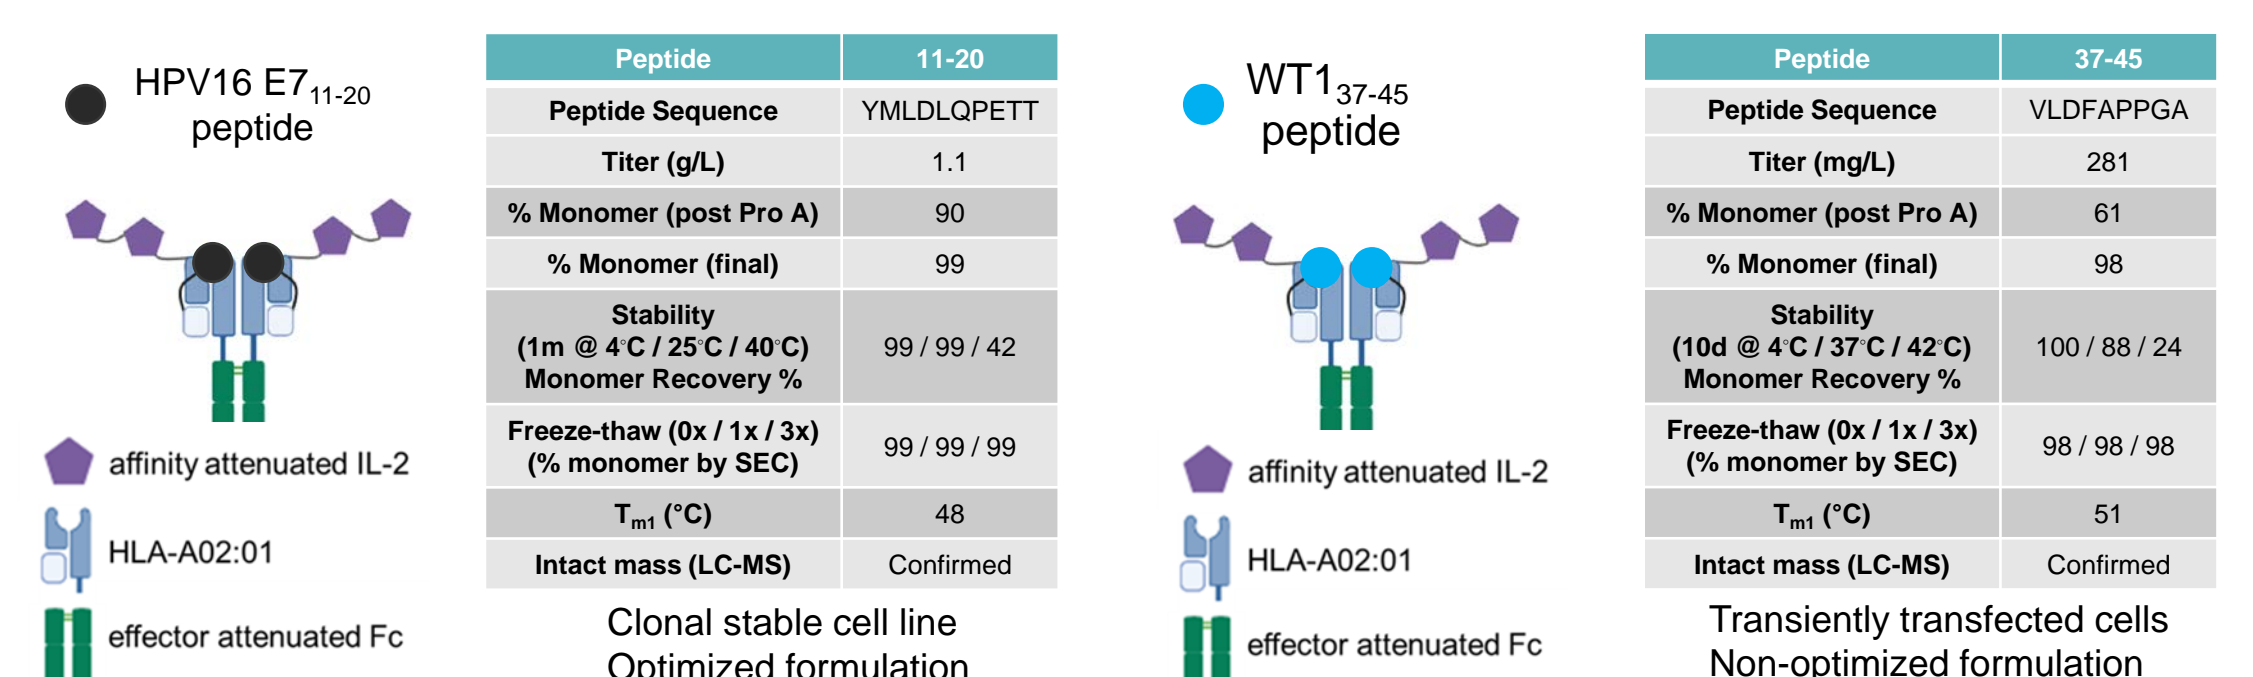 HPV16 E7₁₁₋₂₀
peptide
affinity attenuated IL-2
HLA-A02:01
effector attenuated Fc
Peptide 11-20
Peptide Sequence YMLDLQPETT
Titer (g/L) 1.1
% Monomer (post Pro A) 90
% Monomer (final) 99
Stability
(1m @ 4°C / 25°C / 40°C) 99 / 99 / 42
Monomer Recovery %
Freeze-thaw (0x / 1x / 3x)
(% monomer by SEC) 99 / 99 / 99
Tₘ₁ (°C) 48
Intact mass (LC-MS) Confirmed
Clonal stable cell line
Optimized formulation
WT1₃₇₋₄₅
peptide
affinity attenuated IL-2
HLA-A02:01
effector attenuated Fc
Peptide 37-45
Peptide Sequence VLDFAPPGA
Titer (mg/L) 281
% Monomer (post Pro A) 61
% Monomer (final) 98
Stability
(10d @ 4°C / 37°C / 42°C) 100 / 88 / 24
Monomer Recovery %
Freeze-thaw (0x / 1x / 3x)
(% monomer by SEC) 98 / 98 / 98
Tₘ₁ (°C) 51
Intact mass (LC-MS) Confirmed
Transiently transfected cells
Non-optimized formulation